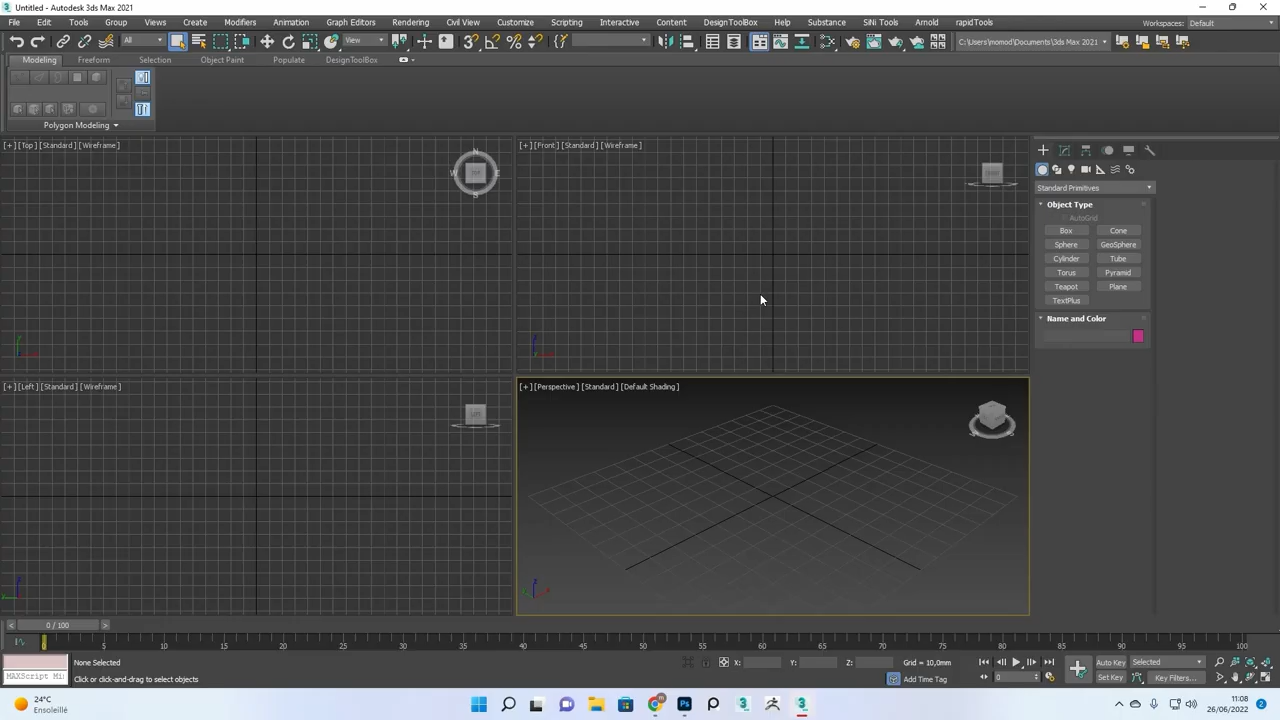 Untitled - Autodesk 3ds Max 2021
File Edit Tools Group Views Create Modifiers Animation Graph Editors Rendering Civil View Customize Scripting Interactive Content DesignToolBox Help Substance SiNi Tools Arnold rapidTools Workspaces: Default
All View C:\Users\momod\Documents\3ds Max 2021
Modeling Freeform Selection Object Paint Populate DesignToolBox
Polygon Modeling
[+] [Top] [Standard] [Wireframe]
N
W E
S
[+] [Front] [Standard] [Wireframe]
Standard Primitives
Object Type
AutoGrid
Box Cone
Sphere GeoSphere
Cylinder Tube
Torus Pyramid
Teapot Plane
TextPlus
Name and Color
[+] [Left] [Standard] [Wireframe]
[+] [Perspective] [Standard] [Default Shading]
< 0 / 100 >
0 5 10 15 20 25 30 35 40 45 50 55 60 65 70 75 80 85 90 95 100
None Selected X: Y: Z: Grid = 10,0mm Auto Key Selected
MAXScript Mi Click or click-and-drag to select objects Add Time Tag 0 Set Key Key Filters...
24°C
Ensoleillé
11:08
26/06/2022